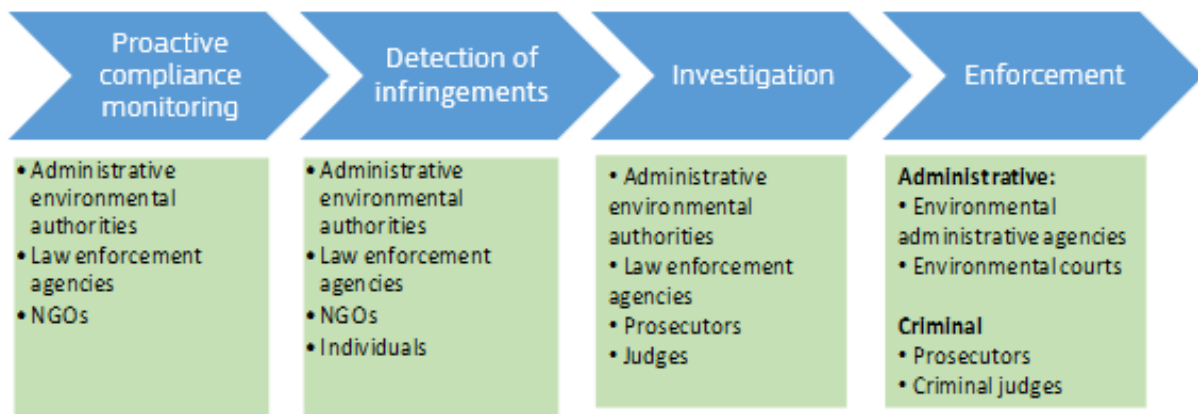 Proactive
compliance
monitoring
Detection of
infringements
Investigation
Enforcement
• Administrative
environmental
authorities
• Law enforcement
agencies
• NGOs
• Administrative
environmental
authorities
• Law enforcement
agencies
• NGOs
• Individuals
• Administrative
environmental
authorities
• Law enforcement
agencies
• Prosecutors
• Judges
Administrative:
• Environmental
administrative agencies
• Environmental courts
Criminal
• Prosecutors
• Criminal judges